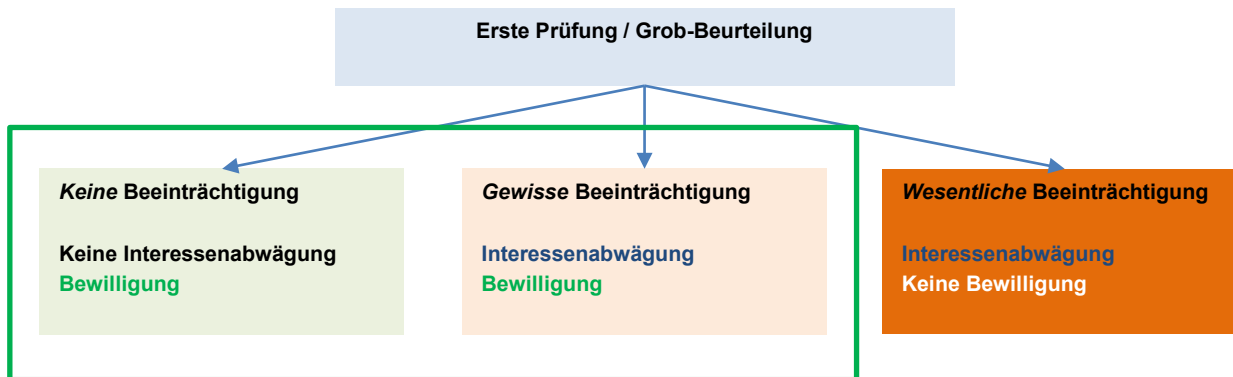 Erste Prüfung / Grob-Beurteilung
Keine Beeinträchtigung
Keine Interessenabwägung
Bewilligung
Gewisse Beeinträchtigung
Interessenabwägung
Bewilligung
Wesentliche Beeinträchtigung
Interessenabwägung
Keine Bewilligung